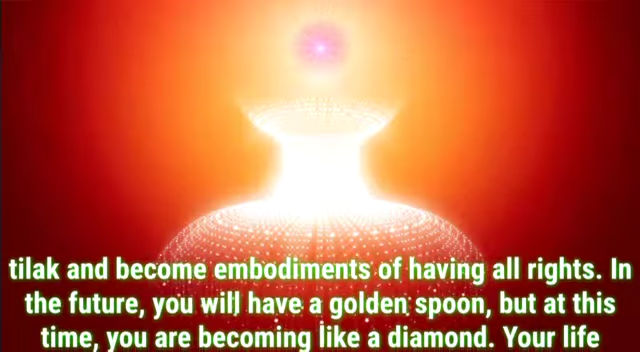 tilak and become embodiments of having all rights. In
the future, you will have a golden spoon, but at this
time, you are becoming like a diamond. Your life